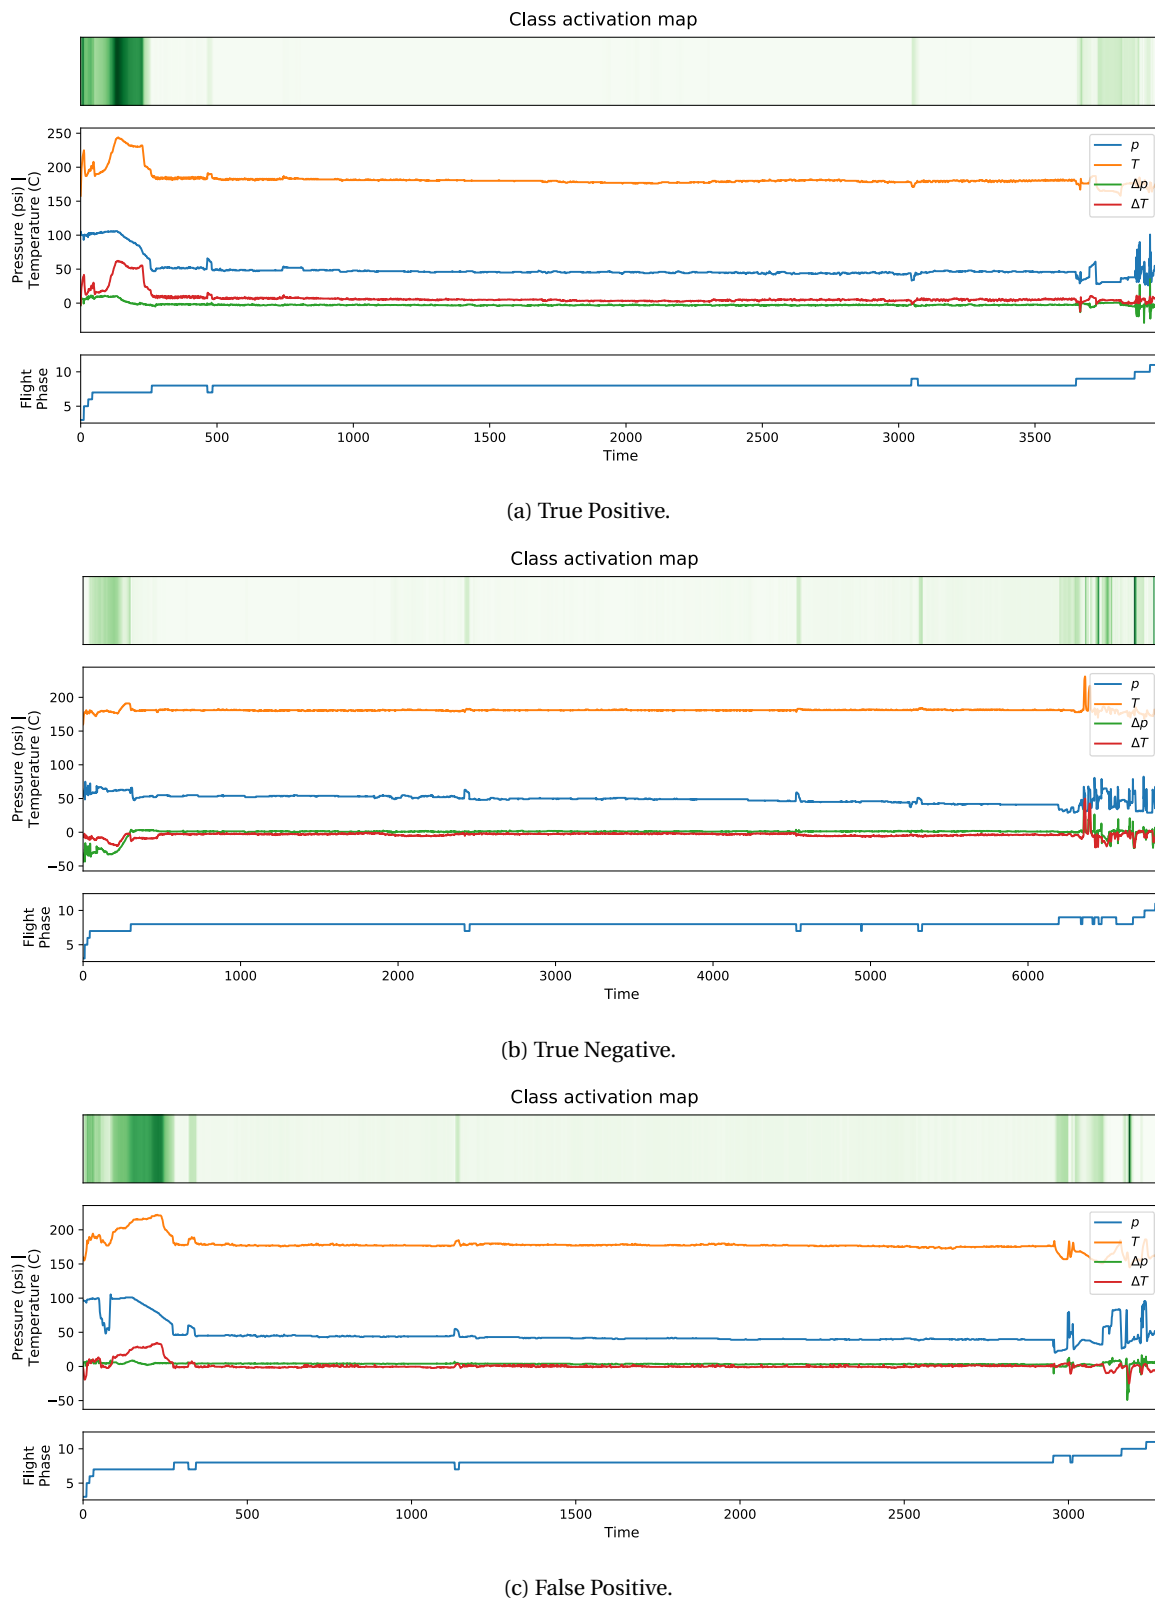 Class activation map
Pressure (psi) |
Temperature (C)
250
200
150
100
50
0
p
T
Δp
ΔT
Flight
Phase
10
5
0 500 1000 1500 2000 2500 3000 3500
Time
(a) True Positive.
Class activation map
Pressure (psi) |
Temperature (C)
200
150
100
50
0
−50
p
T
Δp
ΔT
Flight
Phase
10
5
0 1000 2000 3000 4000 5000 6000
Time
(b) True Negative.
Class activation map
Pressure (psi) |
Temperature (C)
200
150
100
50
0
−50
p
T
Δp
ΔT
Flight
Phase
10
5
0 500 1000 1500 2000 2500 3000
Time
(c) False Positive.